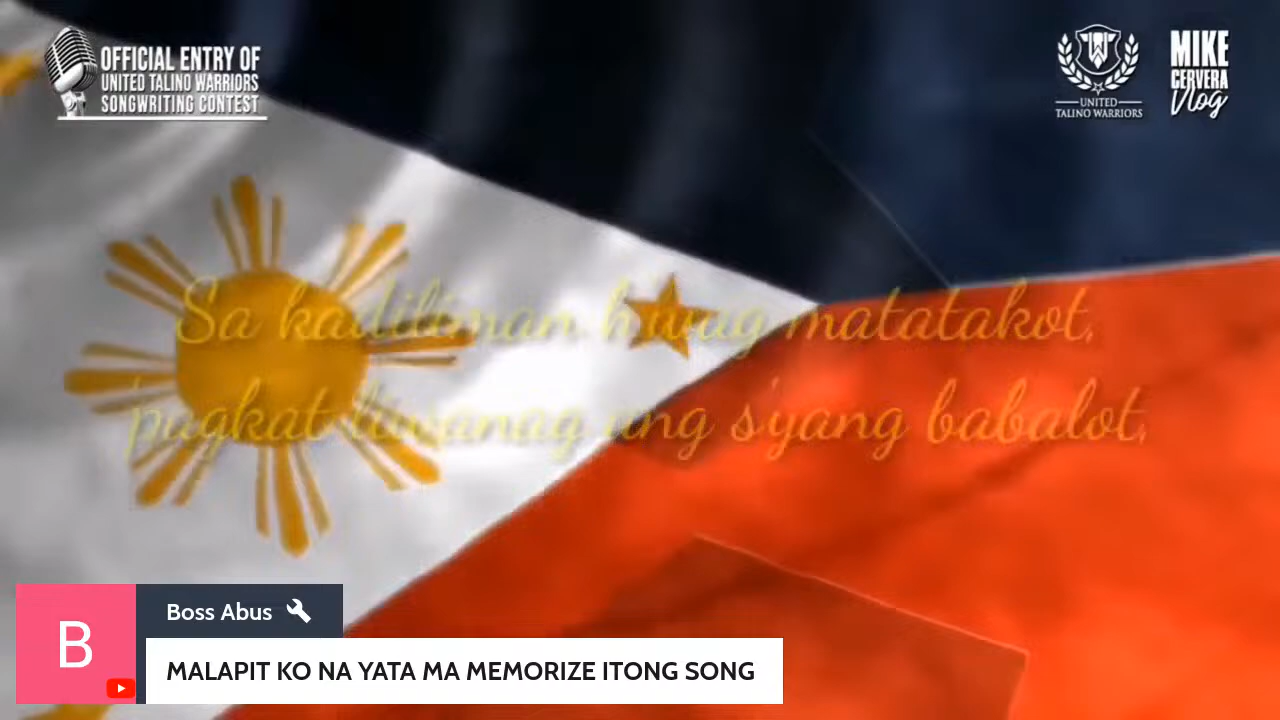 OFFICIAL ENTRY OF
UNITED TALINO WARRIORS
SONGWRITING CONTEST
UNITED
TALINO WARRIORS
MIKE
CERVERA
Vlog
Sa kadiliman h'wag matatakot,
pagkat liwanag ang s'yang babalot,
B
Boss Abus
MALAPIT KO NA YATA MA MEMORIZE ITONG SONG